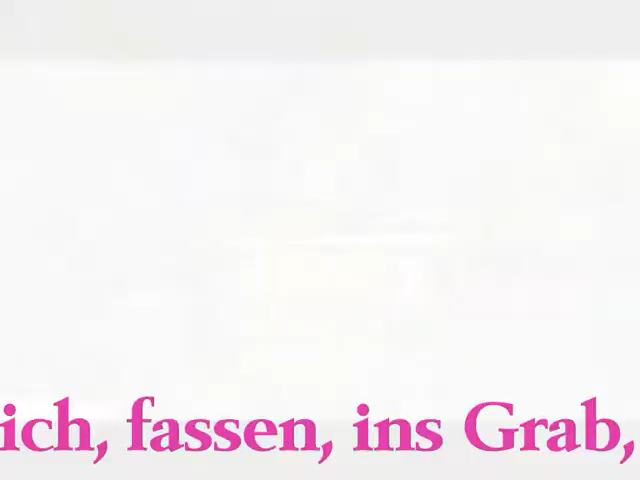 ich, fassen, ins Grab,